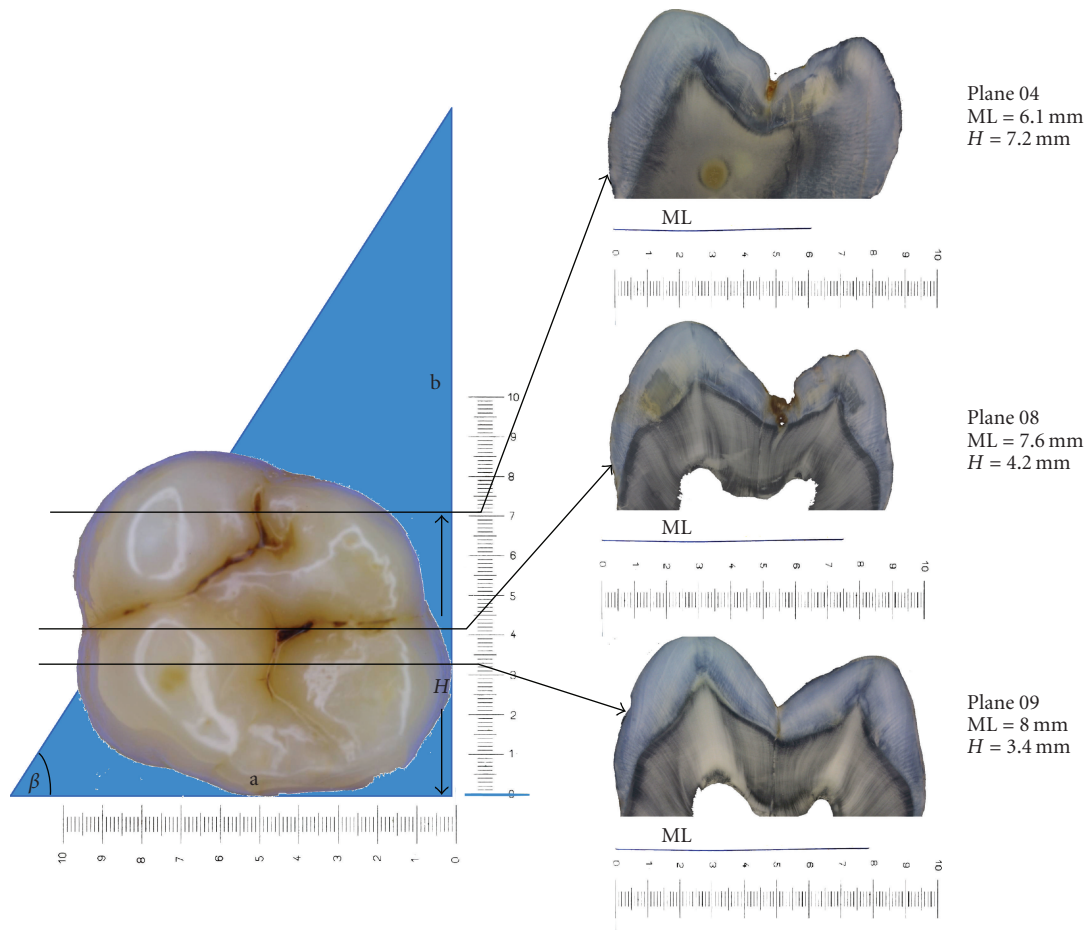 Plane 04
ML = 6.1 mm
H = 7.2 mm
ML
0 1 2 3 4 5 6 7 8 9 10
b
10
9
8
7
6
5
4
3
2
1
0
H
a
β
10 9 8 7 6 5 4 3 2 1 0
Plane 08
ML = 7.6 mm
H = 4.2 mm
ML
0 1 2 3 4 5 6 7 8 9 10
Plane 09
ML = 8 mm
H = 3.4 mm
ML
0 1 2 3 4 5 6 7 8 9 10